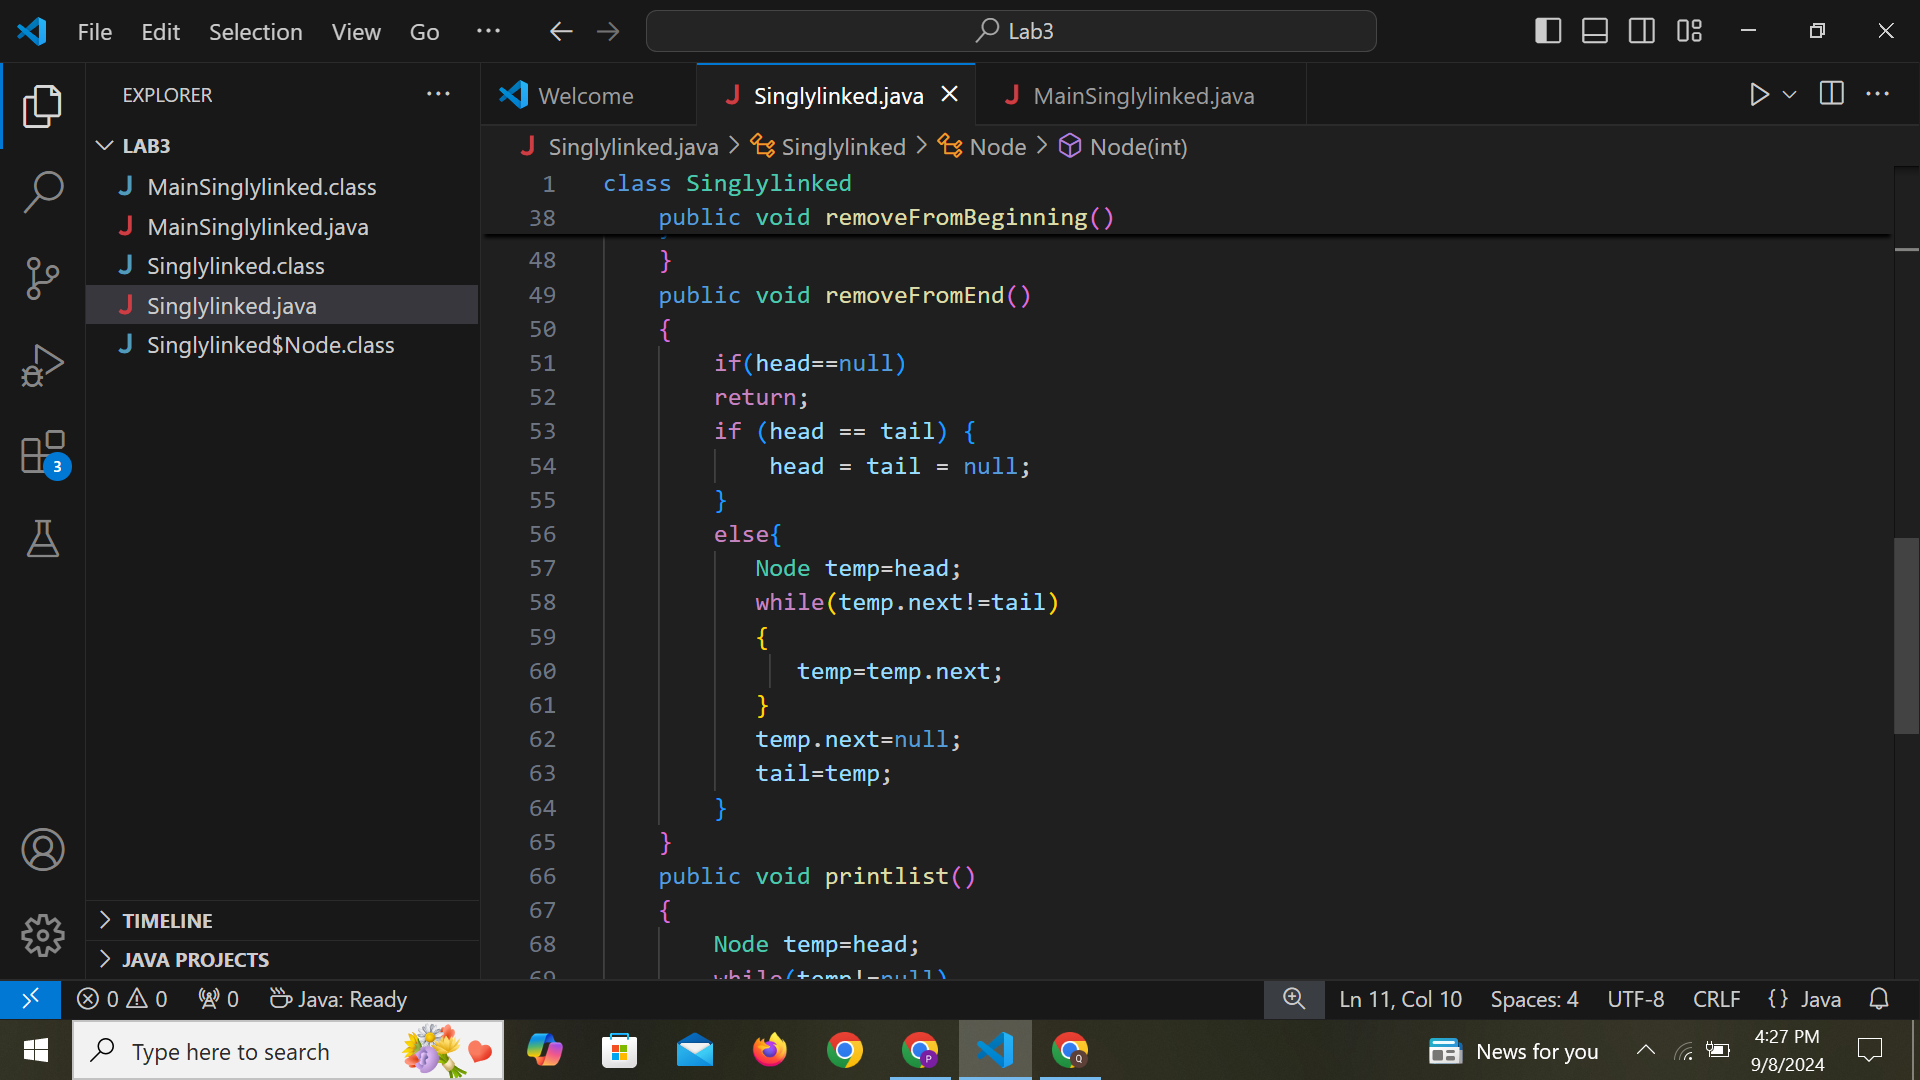 File Edit Selection View Go ··· Lab3
EXPLORER ···
LAB3
MainSinglylinked.class
MainSinglylinked.java
Singlylinked.class
Singlylinked.java
Singlylinked$Node.class
TIMELINE
JAVA PROJECTS
3
Welcome Singlylinked.java MainSinglylinked.java
Singlylinked.java > Singlylinked > Node > Node(int)
1 class Singlylinked
38 public void removeFromBeginning()
48 }
49 public void removeFromEnd()
50 {
51 if(head==null)
52 return;
53 if (head == tail) {
54 head = tail = null;
55 }
56 else{
57 Node temp=head;
58 while(temp.next!=tail)
59 {
60 temp=temp.next;
61 }
62 temp.next=null;
63 tail=temp;
64 }
65 }
66 public void printlist()
67 {
68 Node temp=head;
69 while(temp!=null)
0 0 0 Java: Ready Ln 11, Col 10 Spaces: 4 UTF-8 CRLF {} Java
Type here to search News for you 4:27 PM
9/8/2024